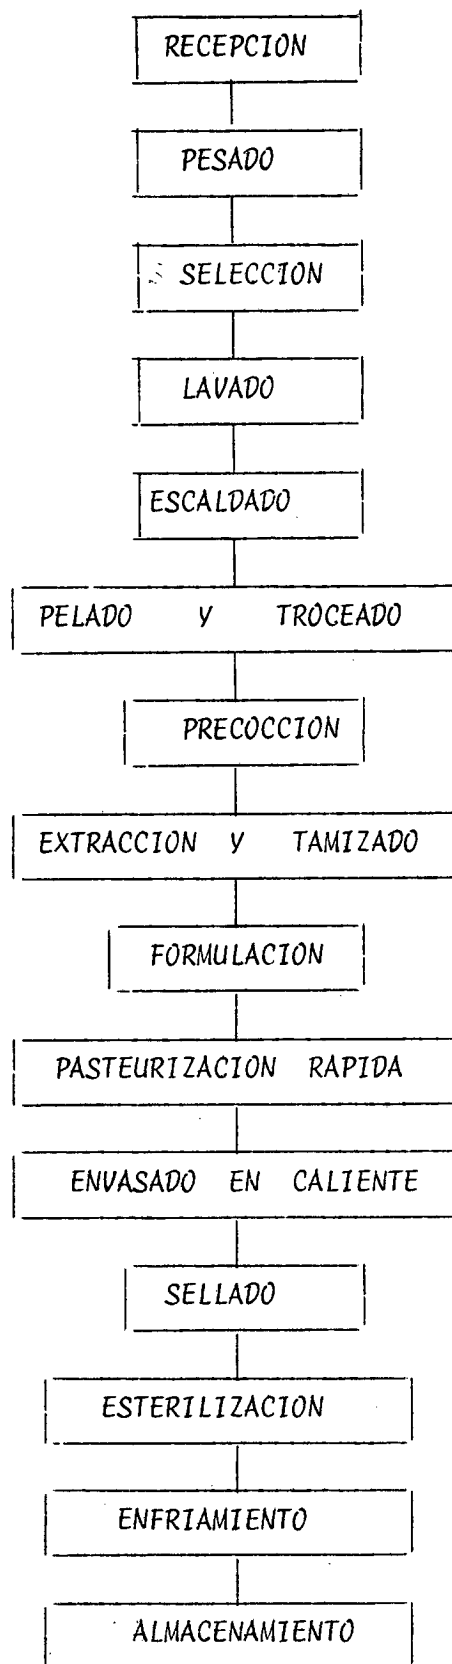 RECEPCION
PESADO
SELECCION
LAVADO
ESCALDADO
PELADO Y TROCEADO
PRECOCCION
EXTRACCION Y TAMIZADO
FORMULACION
PASTEURIZACION RAPIDA
ENVASADO EN CALIENTE
SELLADO
ESTERILIZACION
ENFRIAMIENTO
ALMACENAMIENTO